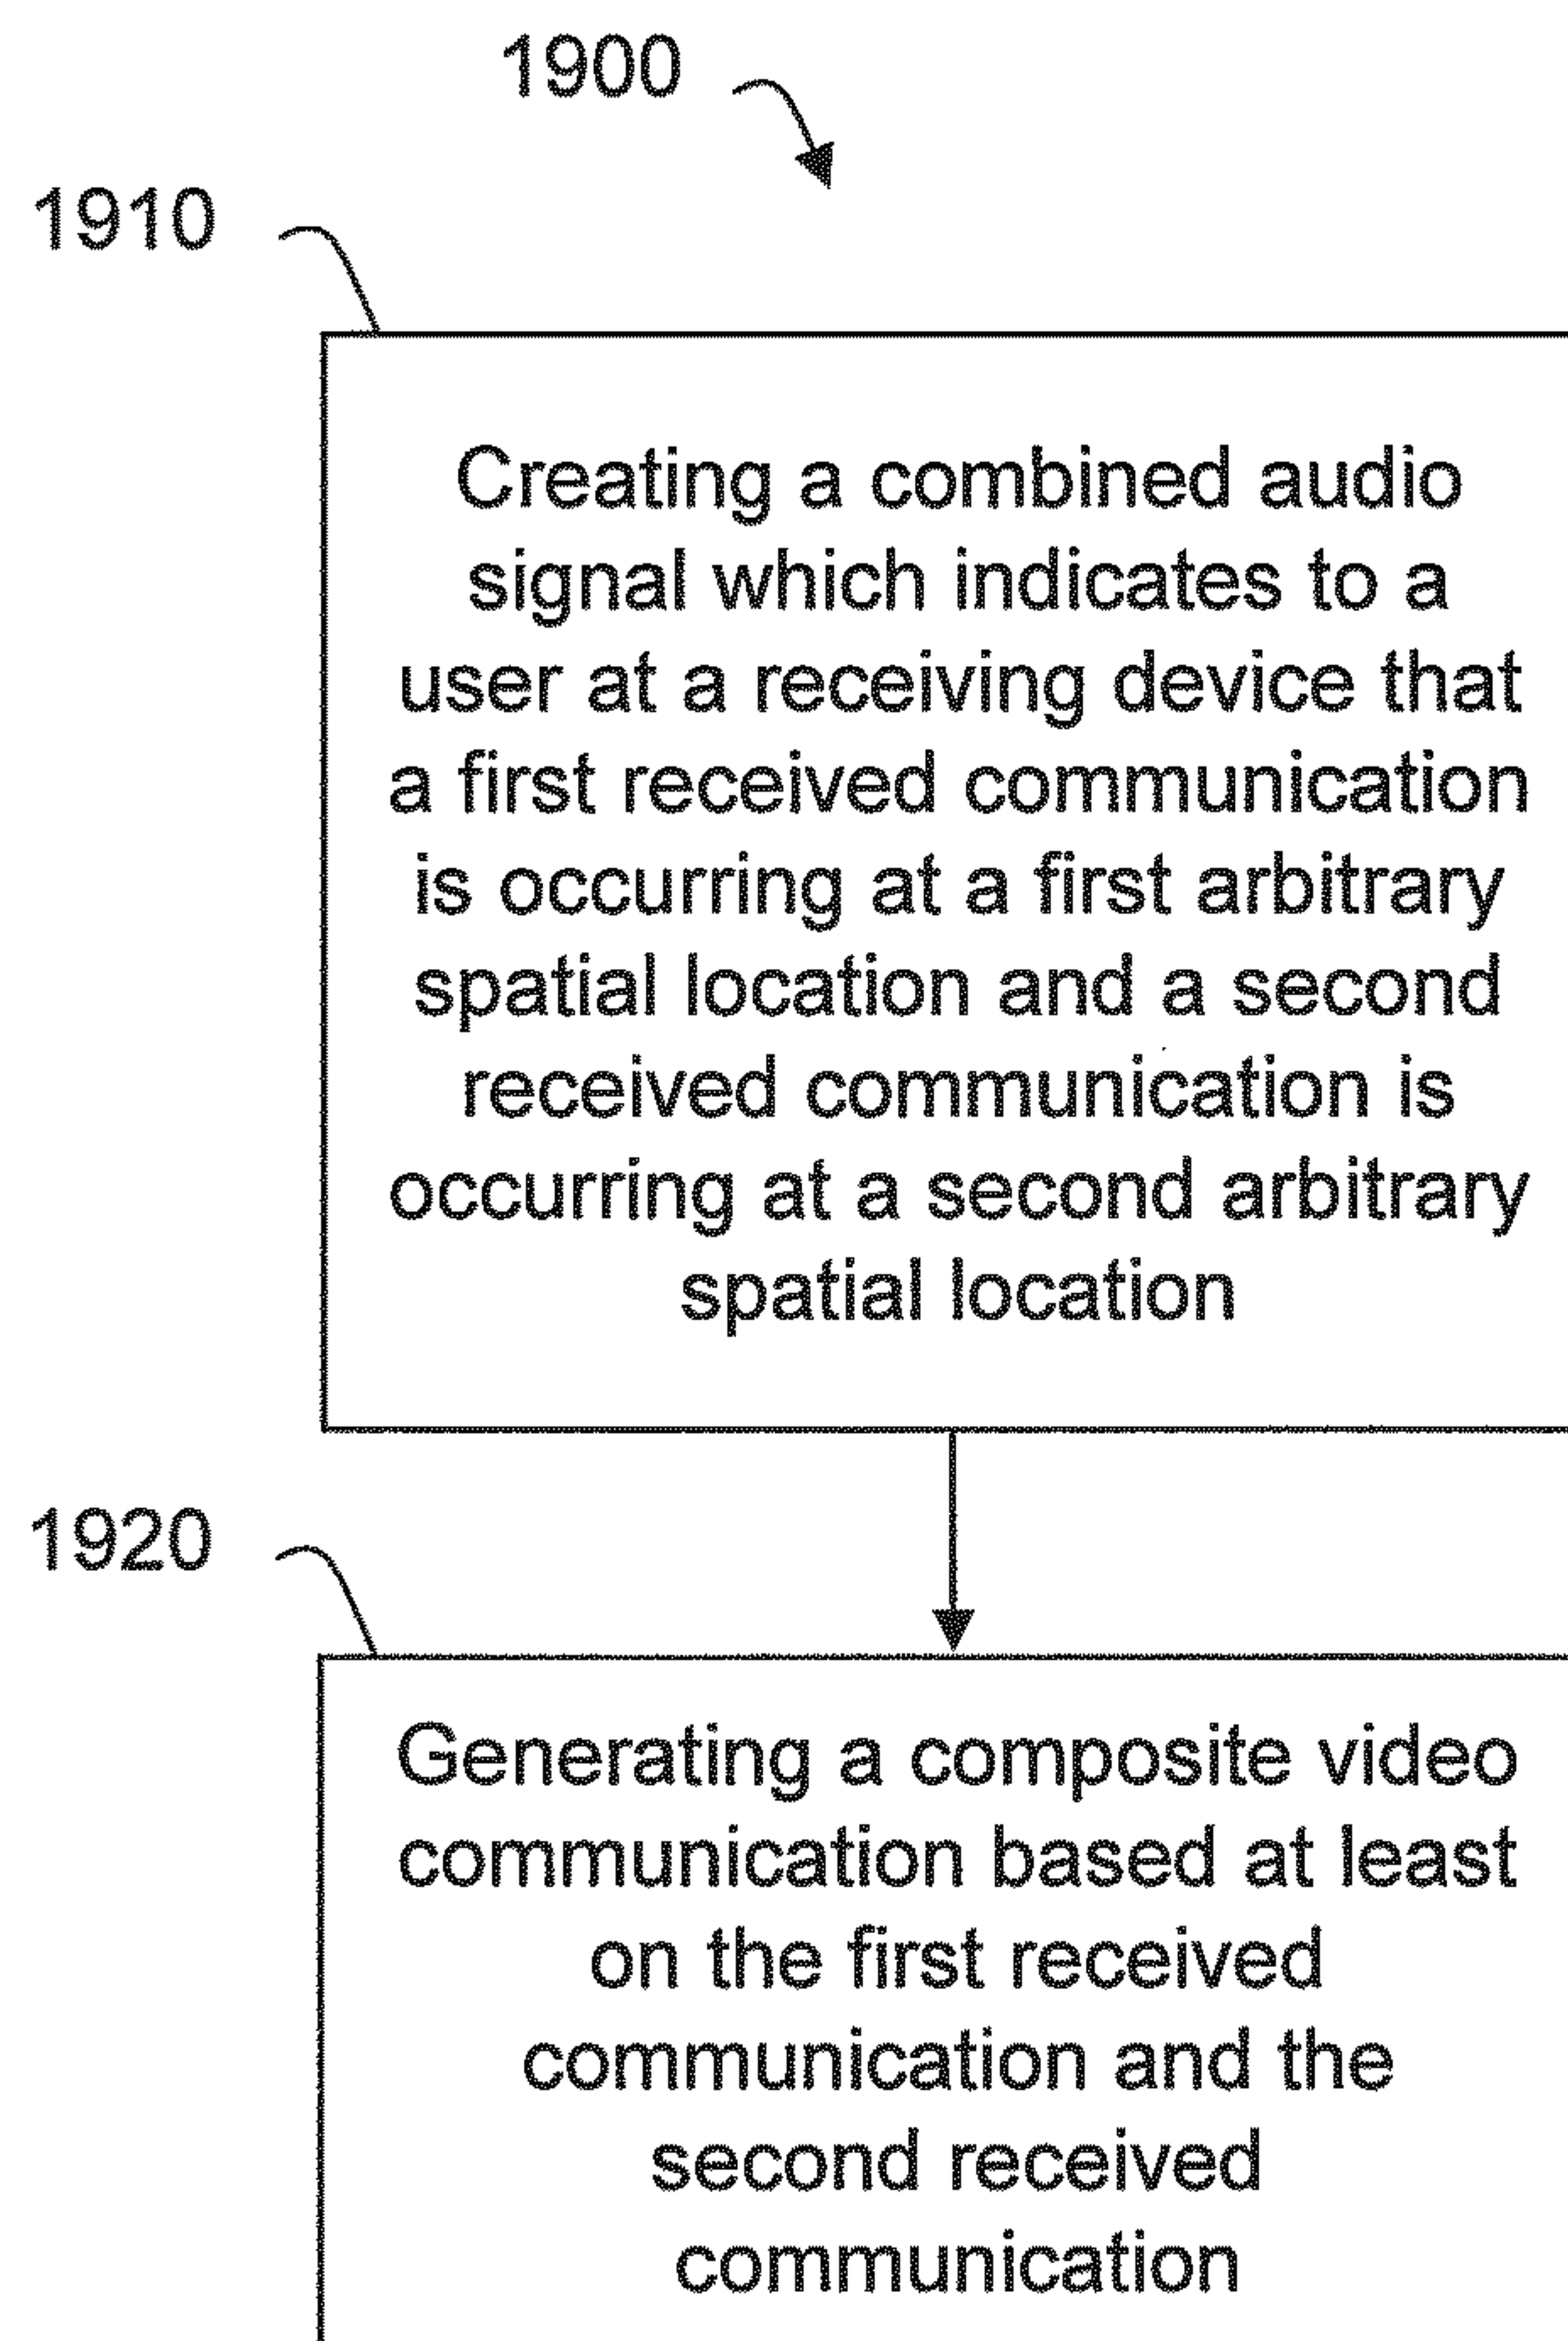 1900
1910
Creating a combined audio
signal which indicates to a
user at a receiving device that
a first received communication
is occurring at a first arbitrary
spatial location and a second
received communication is
occurring at a second arbitrary
spatial location
1920
Generating a composite video
communication based at least
on the first received
communication and the
second received
communication